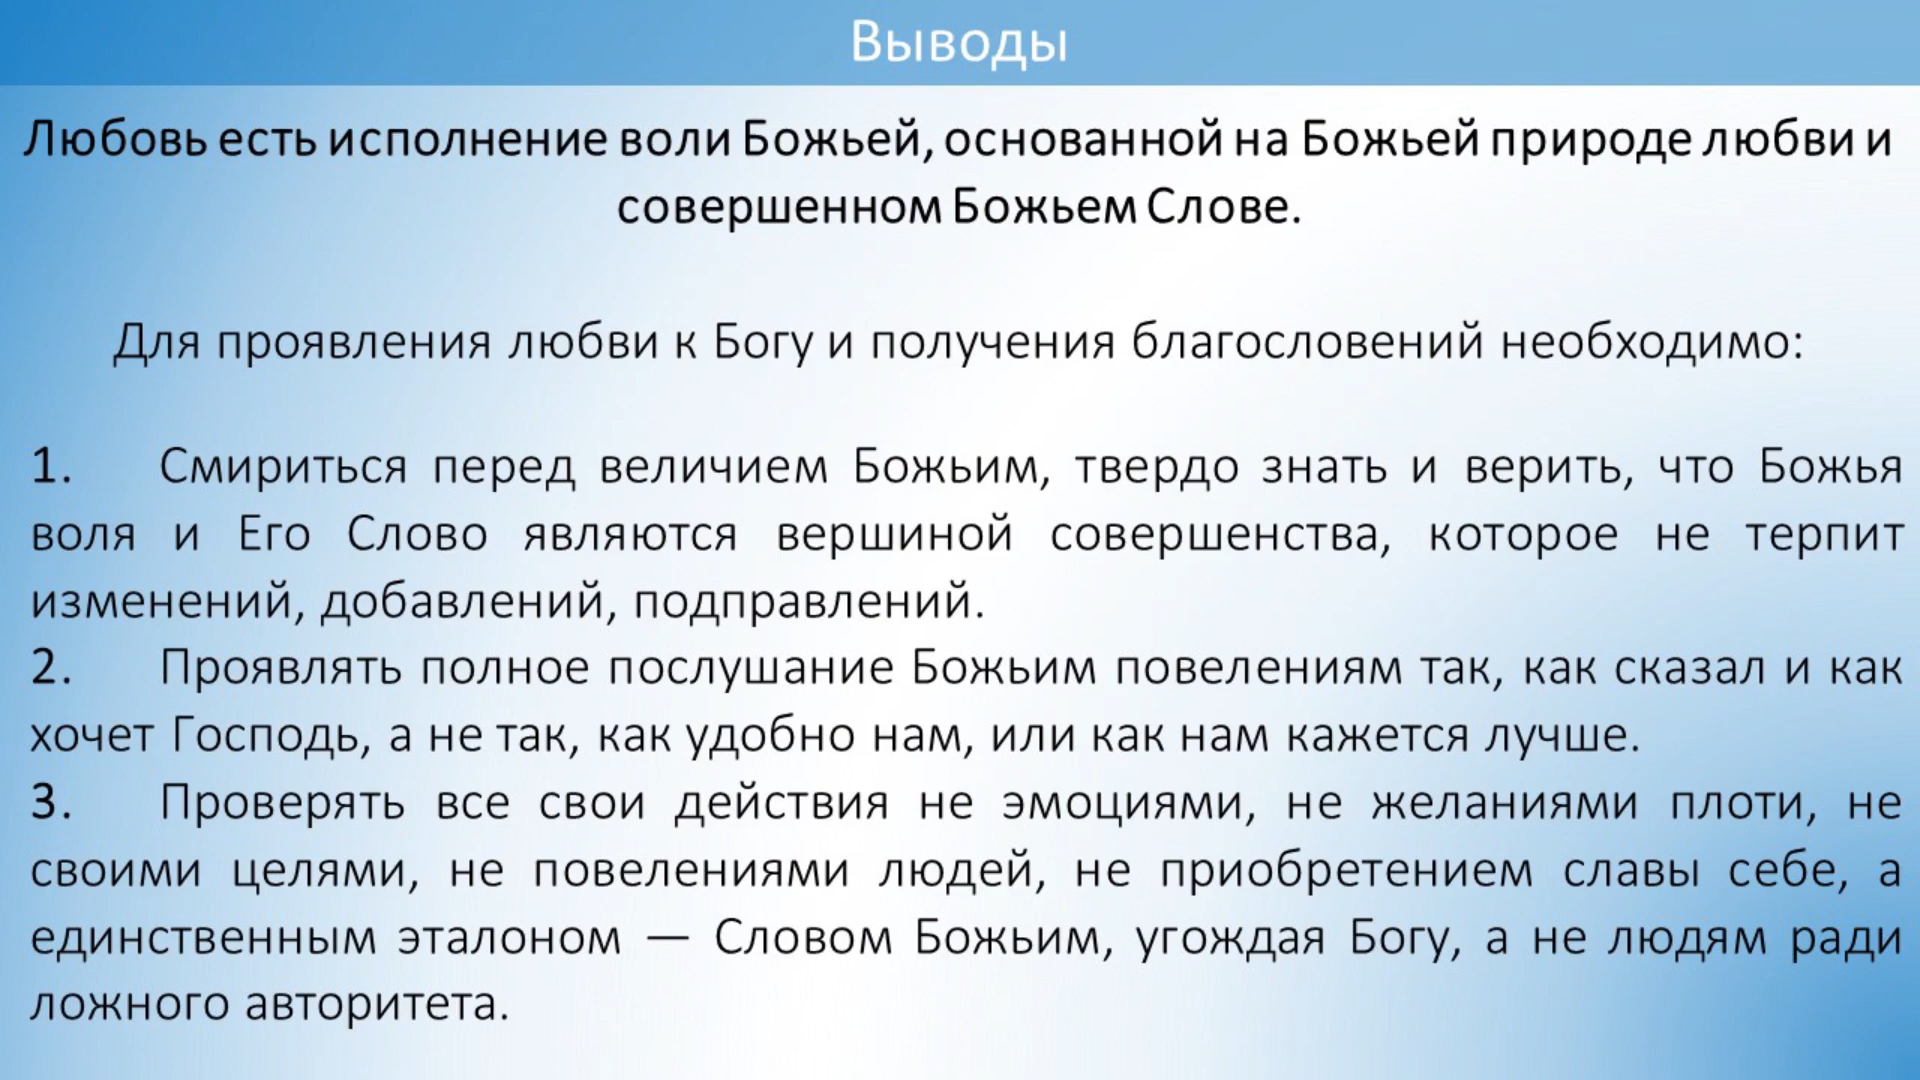 Выводы
Любовь есть исполнение воли Божьей, основанной на Божьей природе любви и
совершенном Божьем Слове.
Для проявления любви к Богу и получения благословений необходимо:
1. Смириться перед величием Божьим, твердо знать и верить, что Божья
воля и Его Слово являются вершиной совершенства, которое не терпит
изменений, добавлений, подправлений.
2. Проявлять полное послушание Божьим повелениям так, как сказал и как
хочет Господь, а не так, как удобно нам, или как нам кажется лучше.
3. Проверять все свои действия не эмоциями, не желаниями плоти, не
своими целями, не повелениями людей, не приобретением славы себе, а
единственным эталоном — Словом Божьим, угождая Богу, а не людям ради
ложного авторитета.